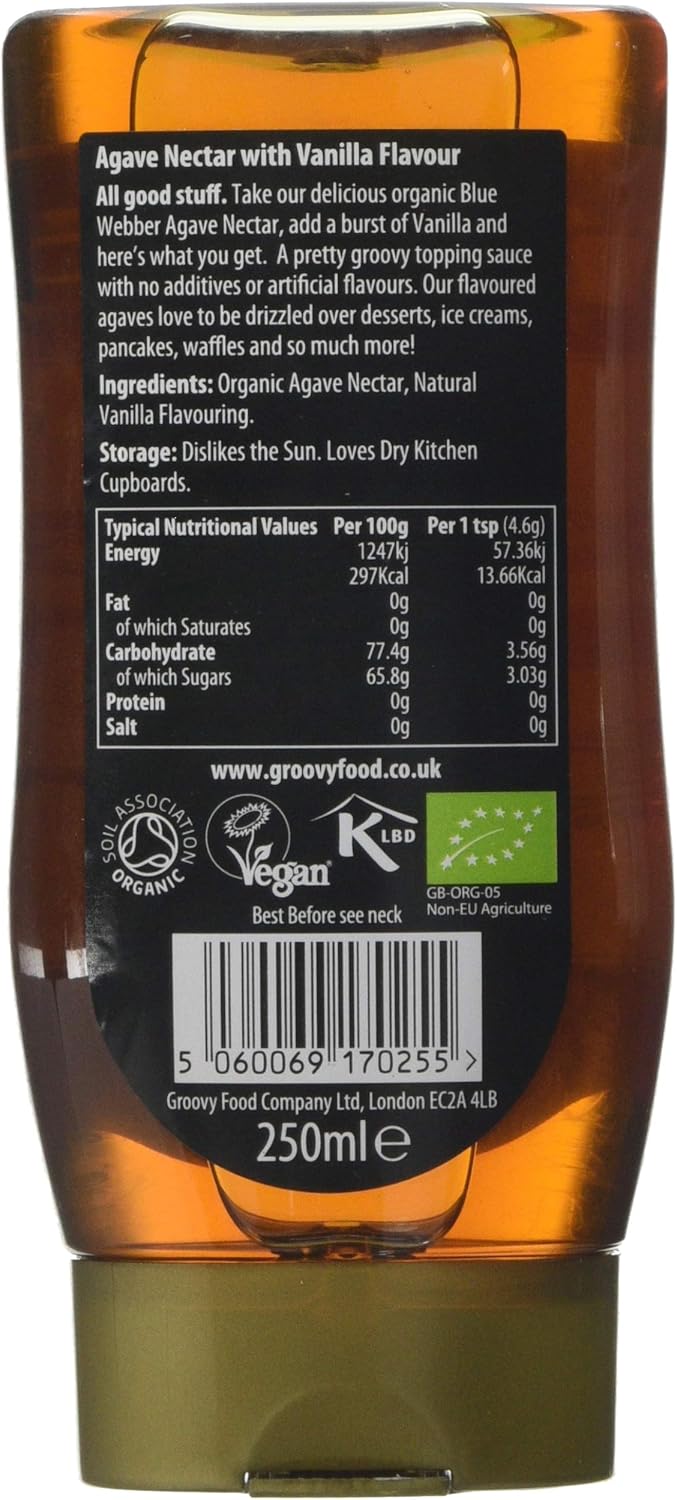 Agave Nectar with Vanilla Flavour
All good stuff. Take our delicious organic Blue
Webber Agave Nectar, add a burst of Vanilla and
here's what you get. A pretty groovy topping sauce
with no additives or artificial flavours. Our flavoured
agaves love to be drizzled over desserts, ice creams,
pancakes, waffles and so much more!
Ingredients: Organic Agave Nectar, Natural
Vanilla Flavouring.
Storage: Dislikes the Sun. Loves Dry Kitchen
Cupboards.
Typical Nutritional Values Per 100g Per 1 tsp (4.6g)
Energy 1247kj 57.36kj
297Kcal 13.66Kcal
Fat 0g 0g
of which Saturates 0g 0g
Carbohydrate 77.4g 3.56g
of which Sugars 65.8g 3.03g
Protein 0g 0g
Salt 0g 0g
www.groovyfood.co.uk
SOIL ASSOCIATION
ORGANIC
Vegan
K LBD
GB-ORG-05
Non-EU Agriculture
Best Before see neck
5 060069 170255 >
Groovy Food Company Ltd, London EC2A 4LB
250ml e